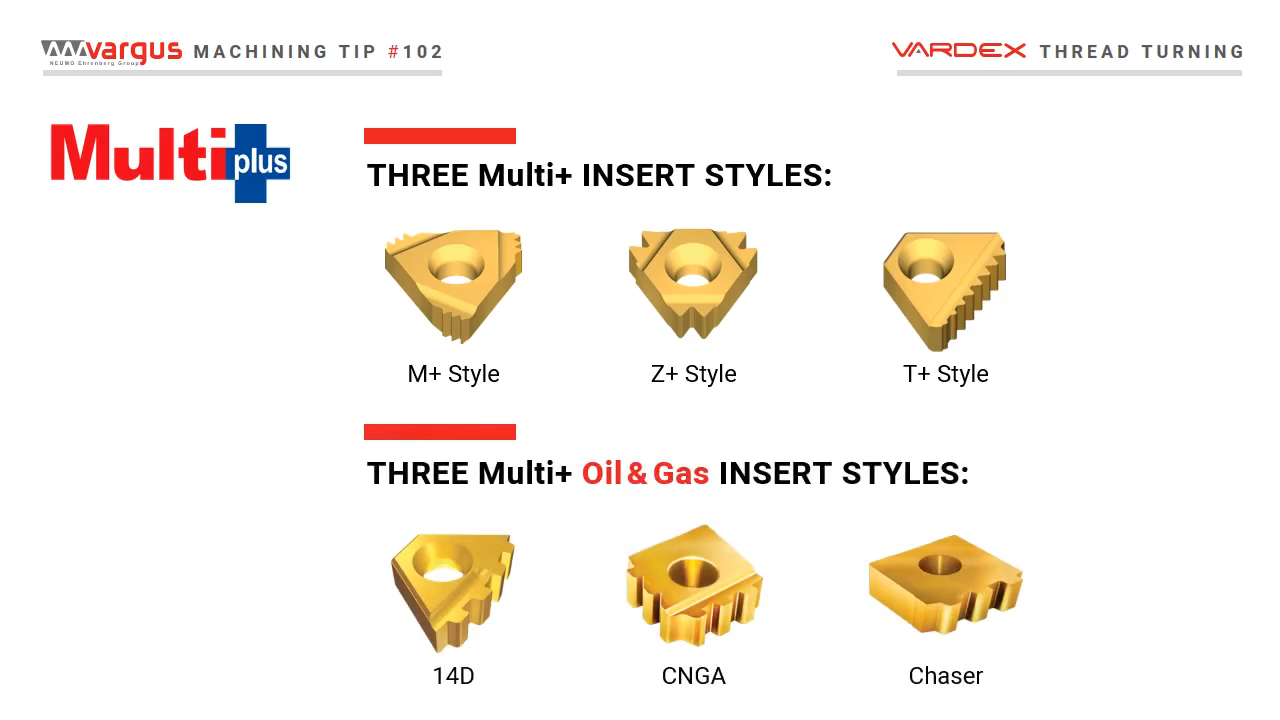 vargus MACHINING TIP #102
NEUMO Ehrenberg Group
VARDEX THREAD TURNING
Multi plus
THREE Multi+ INSERT STYLES:
M+ Style
Z+ Style
T+ Style
THREE Multi+ Oil & Gas INSERT STYLES:
14D
CNGA
Chaser